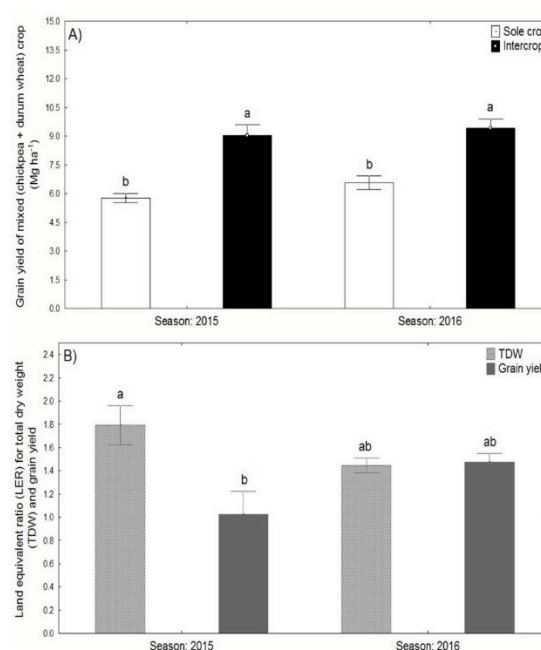 A)
Sole cro
Intercrop
Grain yield of mixed (chickpea + durum wheat) crop
(Mg ha⁻¹)
15.0
13.5
12.0
10.5
9.0
7.5
6.0
4.5
3.0
1.5
0.0
b
a
b
a
Season: 2015
Season: 2016
B)
TDW
Grain yiel
Land equivalent ratio (LER) for total dry weight
(TDW) and grain yield
2.4
2.2
2.0
1.8
1.6
1.4
1.2
1.0
0.8
0.6
0.4
0.2
0.0
a
b
ab
ab
Season: 2015
Season: 2016